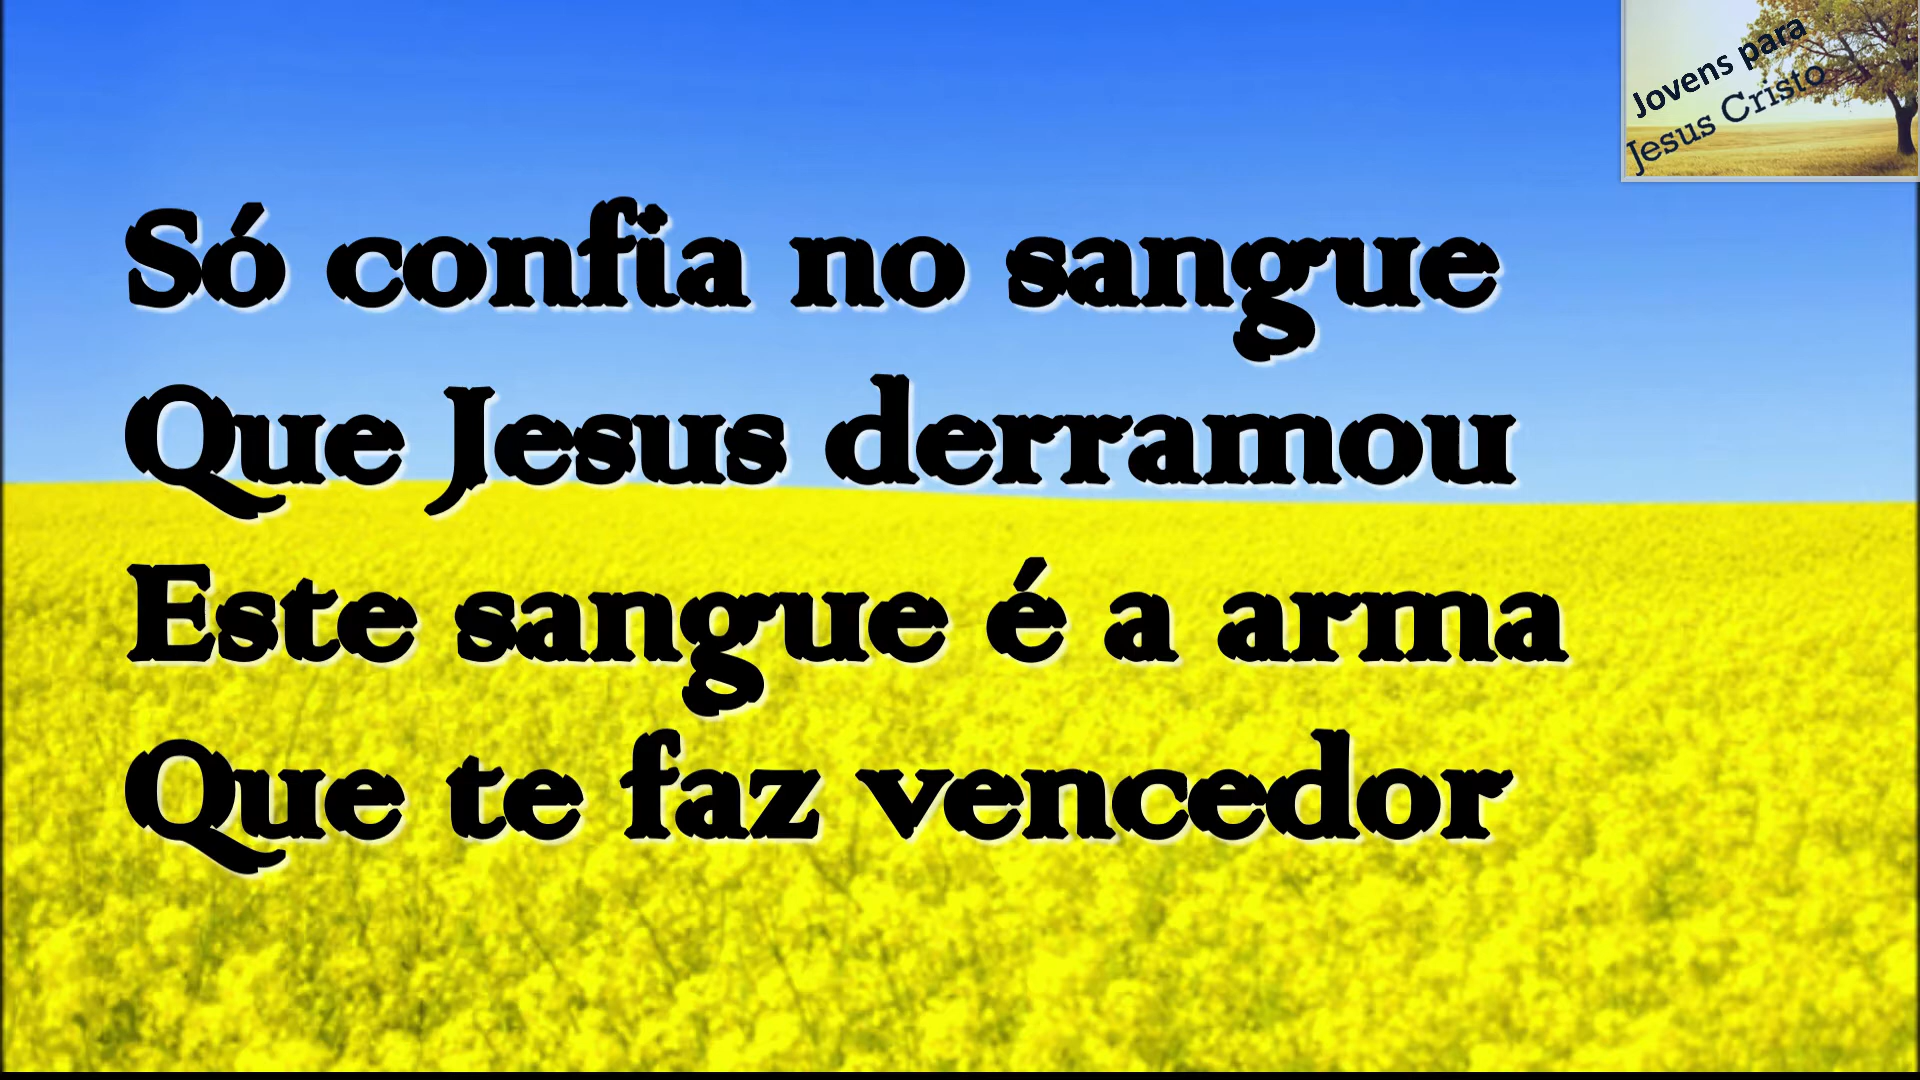 Jovens para
Jesus Cristo
Só confia no sangue
Que Jesus derramou
Este sangue é a arma
Que te faz vencedor